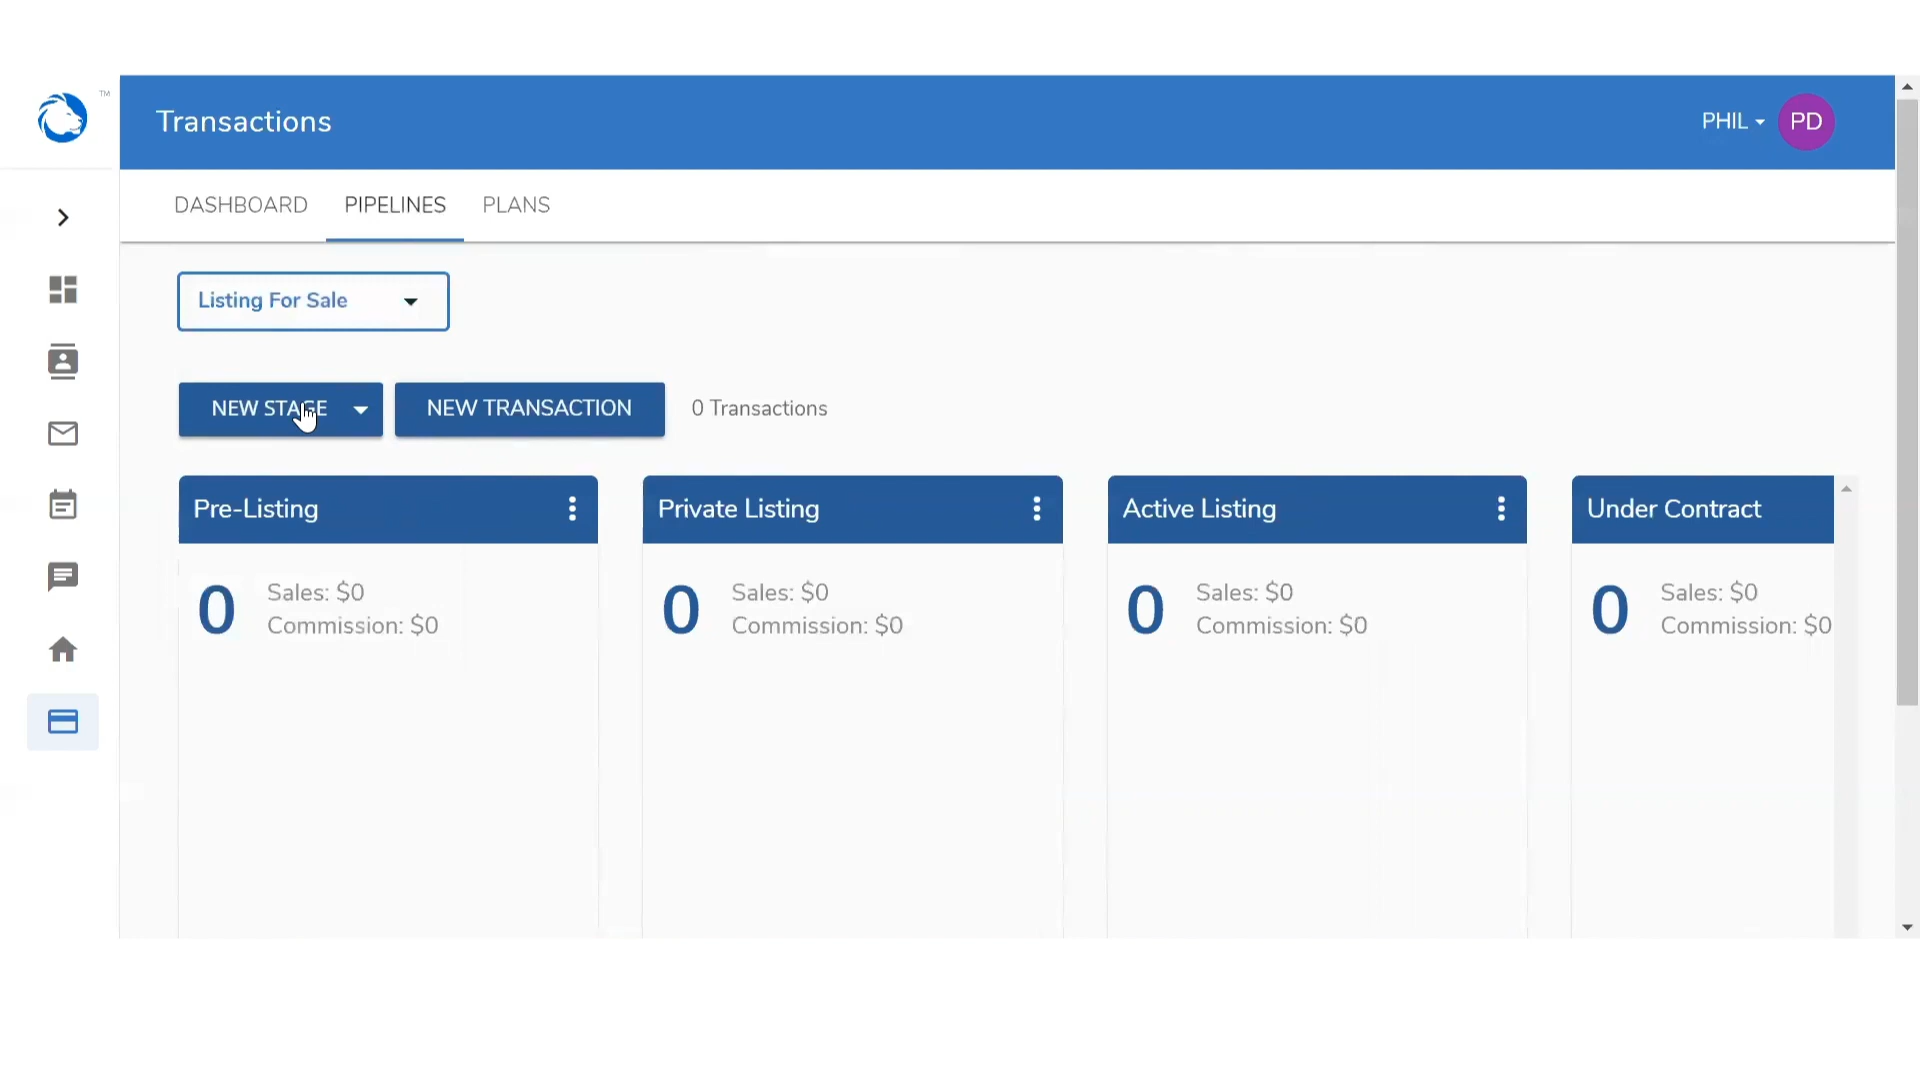 TM
Transactions
PHIL
PD
DASHBOARD PIPELINES PLANS
Listing For Sale
NEW STAGE NEW TRANSACTION 0 Transactions
Pre-Listing Private Listing Active Listing Under Contract
0 Sales: $0 0 Sales: $0 0 Sales: $0 0 Sales: $0
Commission: $0 Commission: $0 Commission: $0 Commission: $0